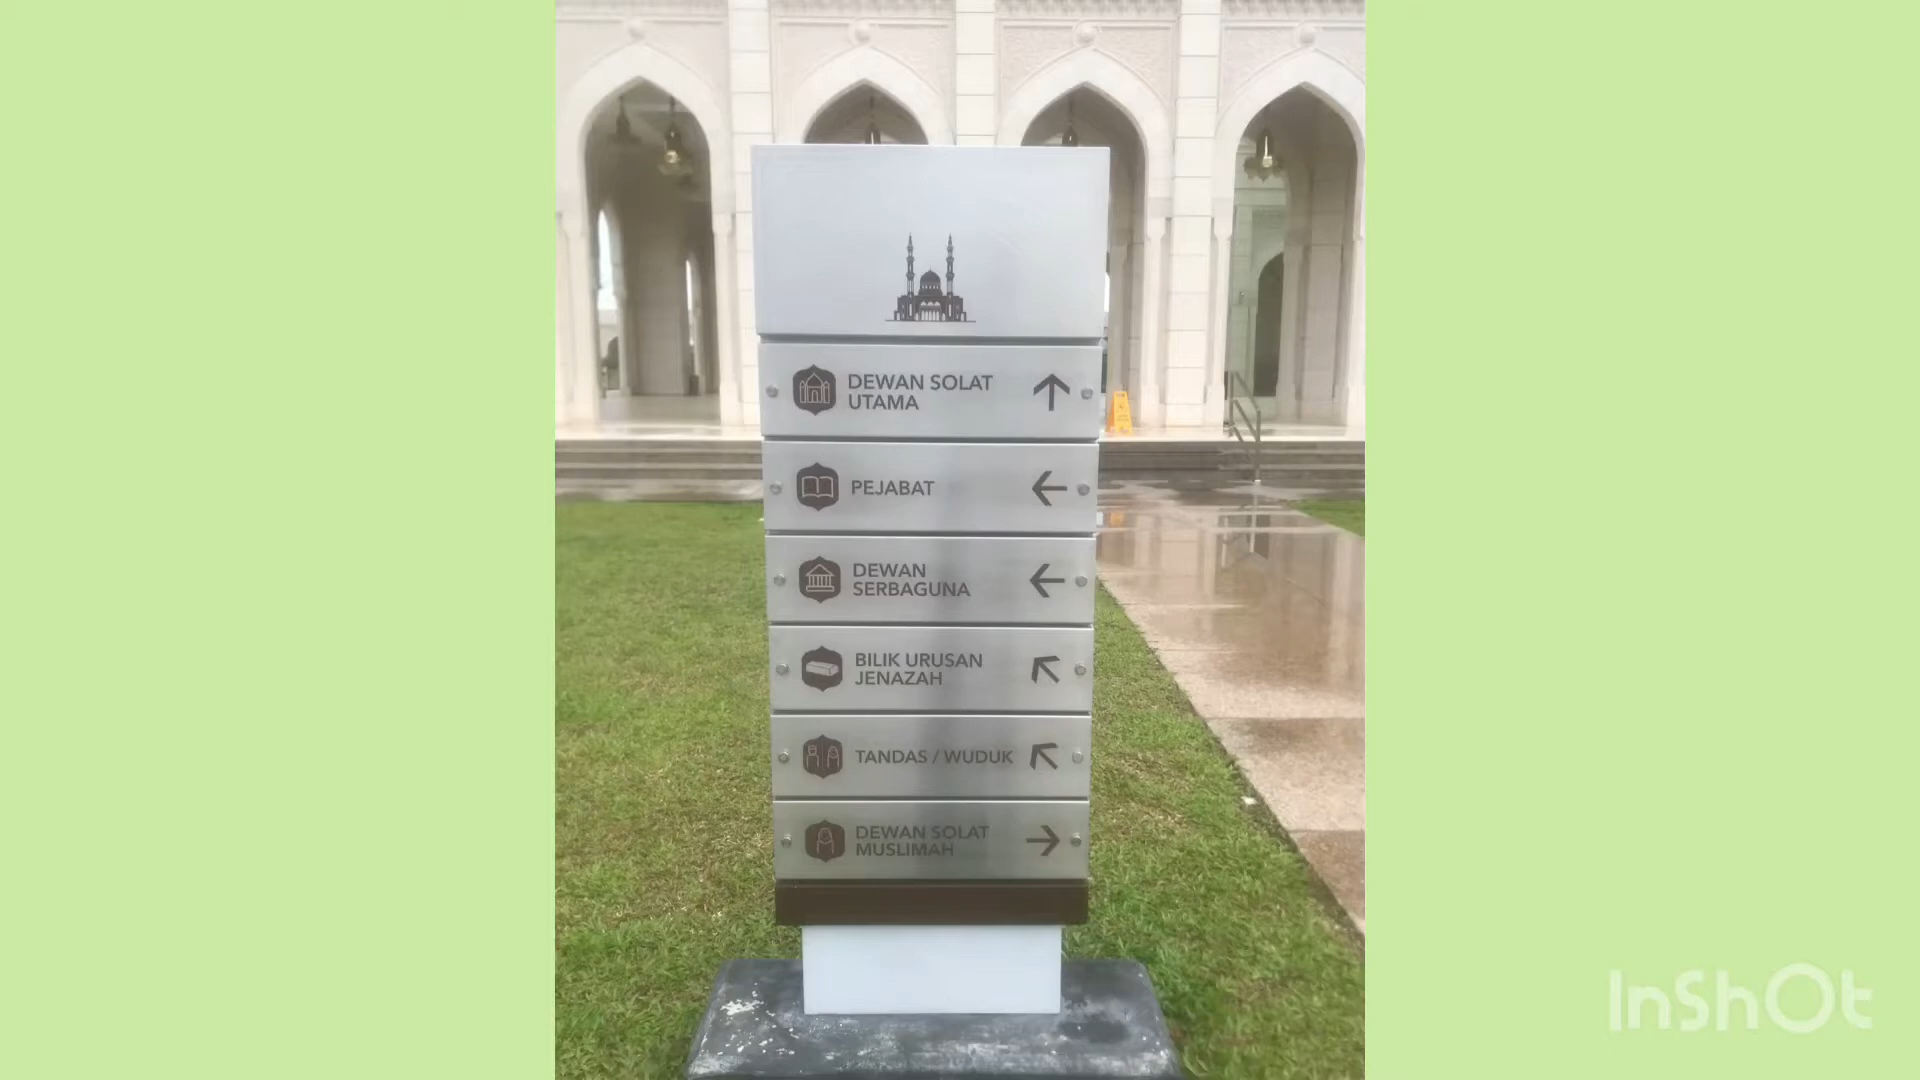 DEWAN SOLAT
UTAMA
PEJABAT
DEWAN
SERBAGUNA
BILIK URUSAN
JENAZAH
TANDAS / WUDUK
DEWAN SOLAT
MUSLIMAH
InShOt